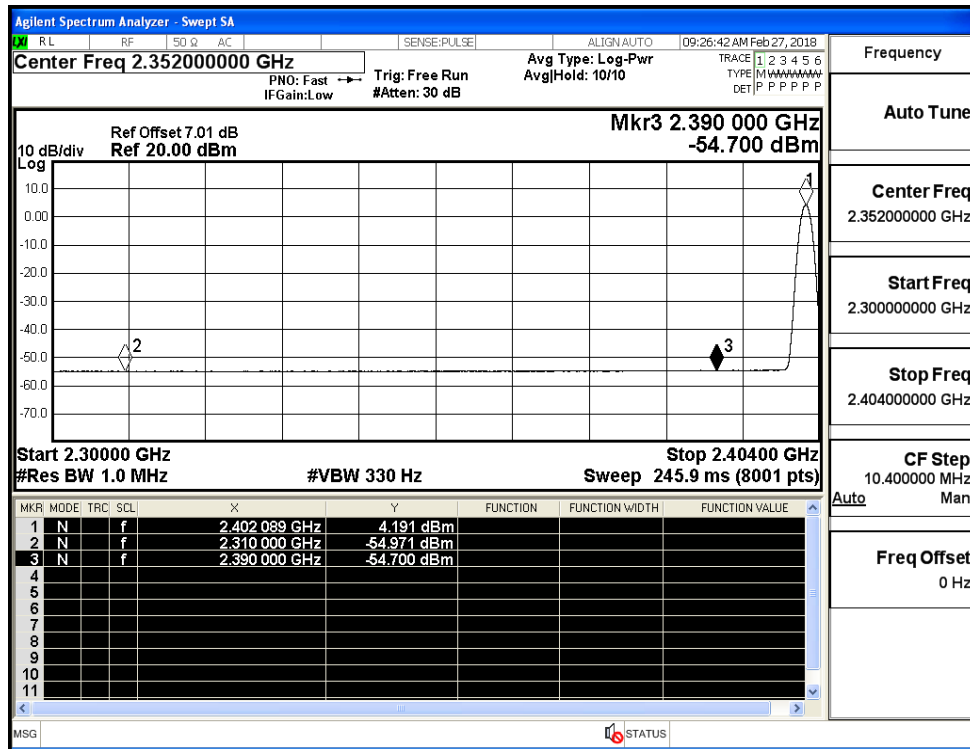 Agilent Spectrum Analyzer - Swept SA
LXI RL RF 50 Ω AC SENSE:PULSE ALIGN AUTO 09:26:42 AM Feb 27, 2018
Center Freq 2.352000000 GHz
PNO: Fast
IFGain:Low
Trig: Free Run
#Atten: 30 dB
Avg Type: Log-Pwr
Avg|Hold: 10/10
TRACE 1 2 3 4 5 6
TYPE M WWWWW
DET P P P P P P
Ref Offset 7.01 dB
10 dB/div Ref 20.00 dBm
Log
Mkr3 2.390 000 GHz
-54.700 dBm
10.0
0.00
-10.0
-20.0
-30.0
-40.0
-50.0
-60.0
-70.0
1
2
3
Start 2.30000 GHz Stop 2.40400 GHz
#Res BW 1.0 MHz #VBW 330 Hz Sweep 245.9 ms (8001 pts)
MKR MODE TRC SCL X Y FUNCTION FUNCTION WIDTH FUNCTION VALUE
1 N f 2.402 089 GHz 4.191 dBm
2 N f 2.310 000 GHz -54.971 dBm
3 N f 2.390 000 GHz -54.700 dBm
4
5
6
7
8
9
10
11
MSG STATUS
Frequency
Auto Tune
Center Freq
2.352000000 GHz
Start Freq
2.300000000 GHz
Stop Freq
2.404000000 GHz
CF Step
10.400000 MHz
Auto Man
Freq Offset
0 Hz